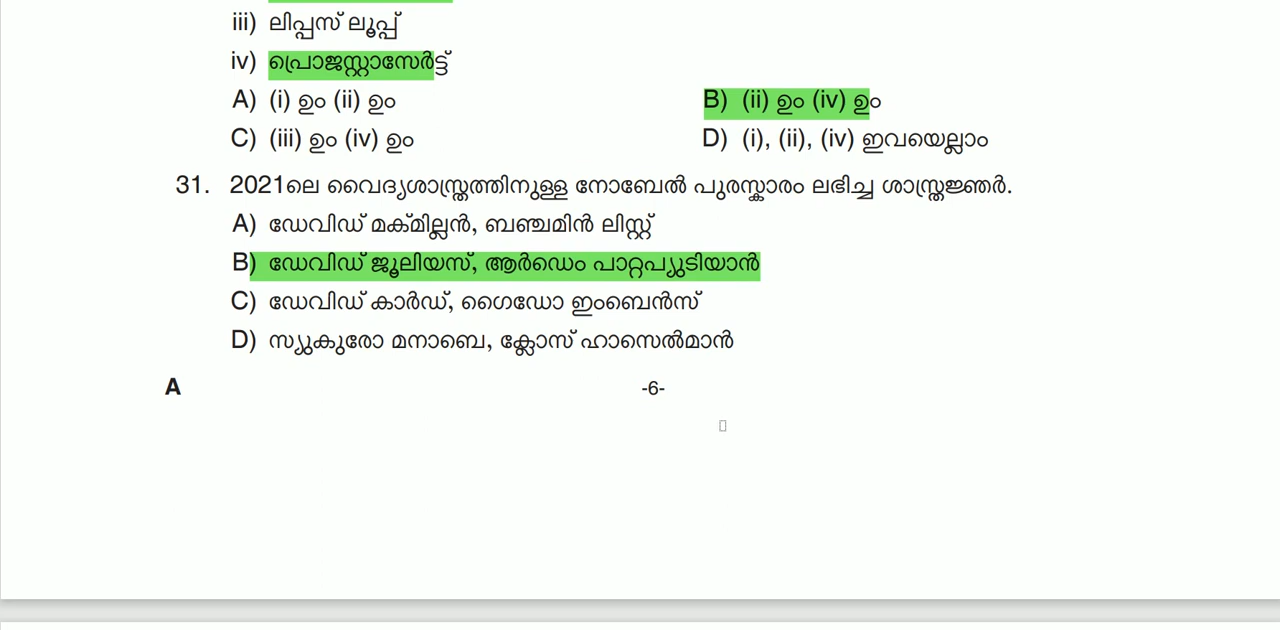 iii) ലിപ്പസ് ലൂപ്പ്
iv) പ്രൊജസ്റ്റാസേർട്ട്
A) (i) ഉം (ii) ഉം
B) (ii) ഉം (iv) ഉം
C) (iii) ഉം (iv) ഉം
D) (i), (ii), (iv) ഇവയെല്ലാം
31. 2021ലെ വൈദ്യശാസ്ത്രത്തിനുള്ള നോബേൽ പുരസ്കാരം ലഭിച്ച ശാസ്ത്രജ്ഞർ.
A) ഡേവിഡ് മക്മില്ലൻ, ബഞ്ചമിൻ ലിസ്റ്റ്
B) ഡേവിഡ് ജൂലിയസ്, ആർഡെം പാറ്റപ്യുടിയാൻ
C) ഡേവിഡ് കാർഡ്, ഗൈഡോ ഇംബെൻസ്
D) സ്യുകുരോ മനാബെ, ക്ലോസ് ഹാസെൽമാൻ
A
-6-